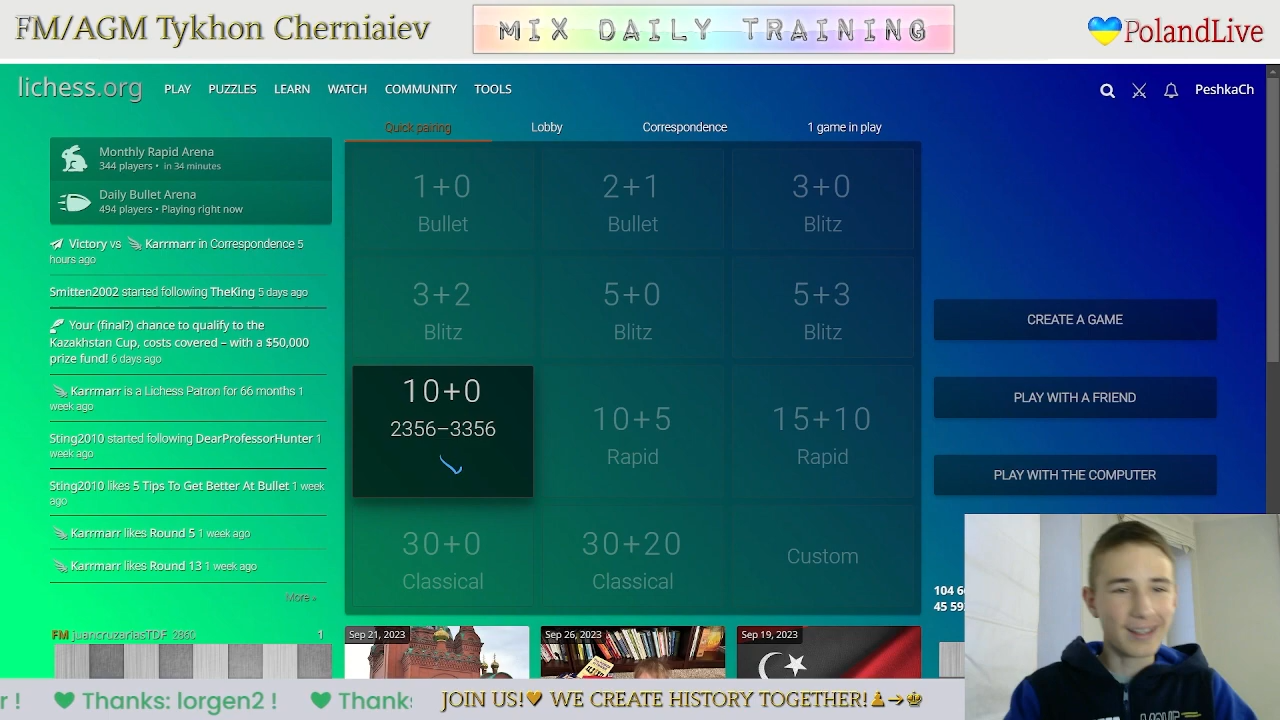 FM/AGM Tykhon Cherniaiev
MIX DAILY TRAINING
PolandLive
lichess.org
PLAY
PUZZLES
LEARN
WATCH
COMMUNITY
TOOLS
PeshkaCh
Quick pairing
Lobby
Correspondence
1 game in play
Monthly Rapid Arena
344 players • in 34 minutes
Daily Bullet Arena
494 players • Playing right now
Victory vs Karrmarr in Correspondence 5
hours ago
Smitten2002 started following TheKing 5 days ago
Your (final?) chance to qualify to the
Kazakhstan Cup, costs covered – with a $50,000
prize fund! 6 days ago
Karrmarr is a Lichess Patron for 66 months 1
week ago
Sting2010 started following DearProfessorHunter 1
week ago
Sting2010 likes 5 Tips To Get Better At Bullet 1 week
ago
Karrmarr likes Round 5 1 week ago
Karrmarr likes Round 13 1 week ago
More »
FM juancruzariasTDF 2860
1
1+0
Bullet
2+1
Bullet
3+0
Blitz
3+2
Blitz
5+0
Blitz
5+3
Blitz
10+0
2356–3356
10+5
Rapid
15+10
Rapid
30+0
Classical
30+20
Classical
Custom
CREATE A GAME
PLAY WITH A FRIEND
PLAY WITH THE COMPUTER
104 6
45 59
Sep 21, 2023
Sep 26, 2023
Sep 19, 2023
r ! 💚 Thanks: lorgen2 ! 💚 Thanks
JOIN US!🧡 WE CREATE HISTORY TOGETHER!♟→♚